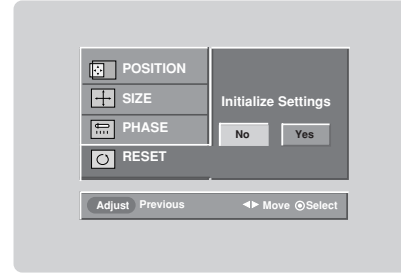 POSITION
SIZE
PHASE
RESET
Initialize Settings
No Yes
Adjust Previous ◄► Move ⦿Select